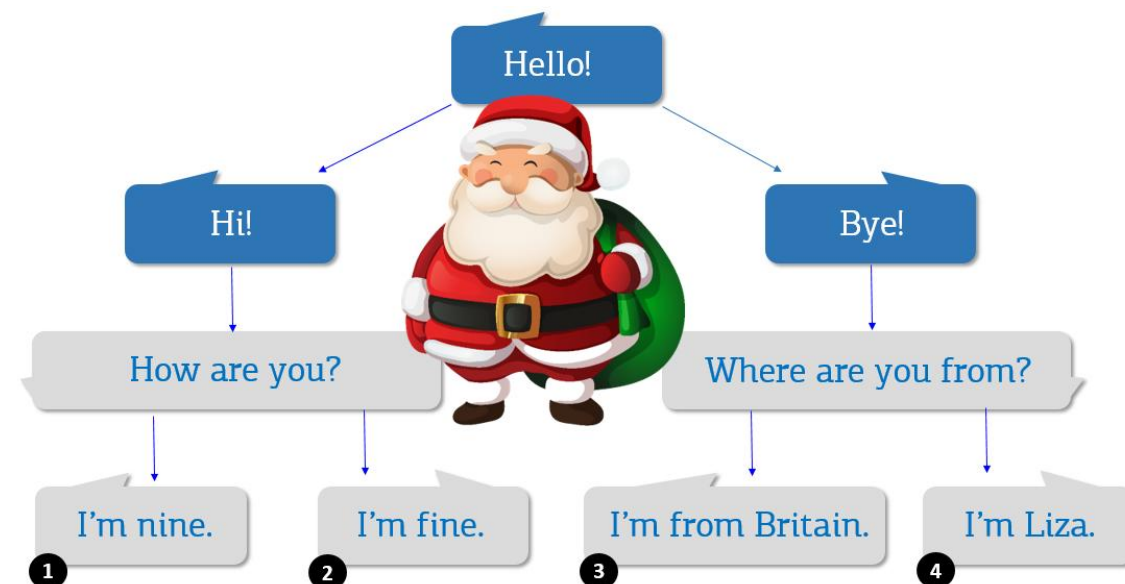 Hello!
Hi!
Bye!
How are you?
Where are you from?
I'm nine.
I'm fine.
I'm from Britain.
I'm Liza.
1
2
3
4